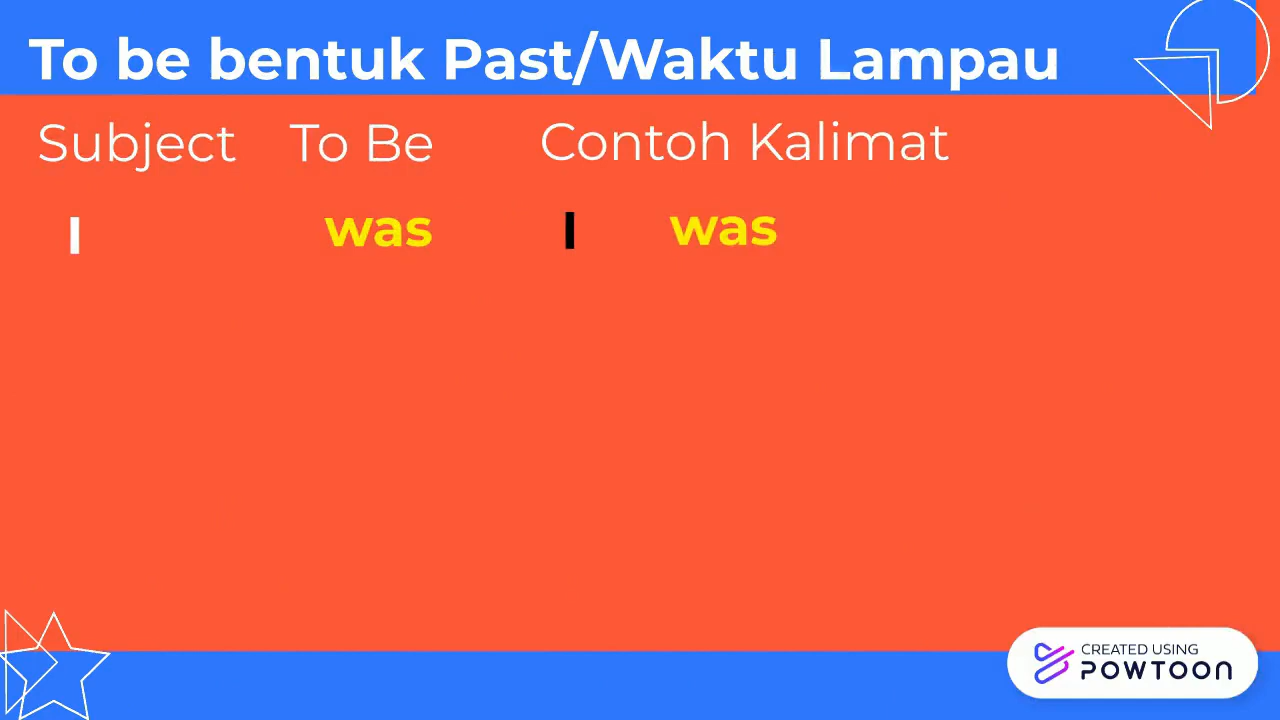 To be bentuk Past/Waktu Lampau
Subject To Be Contoh Kalimat
I was I was
CREATED USING
POWTOON